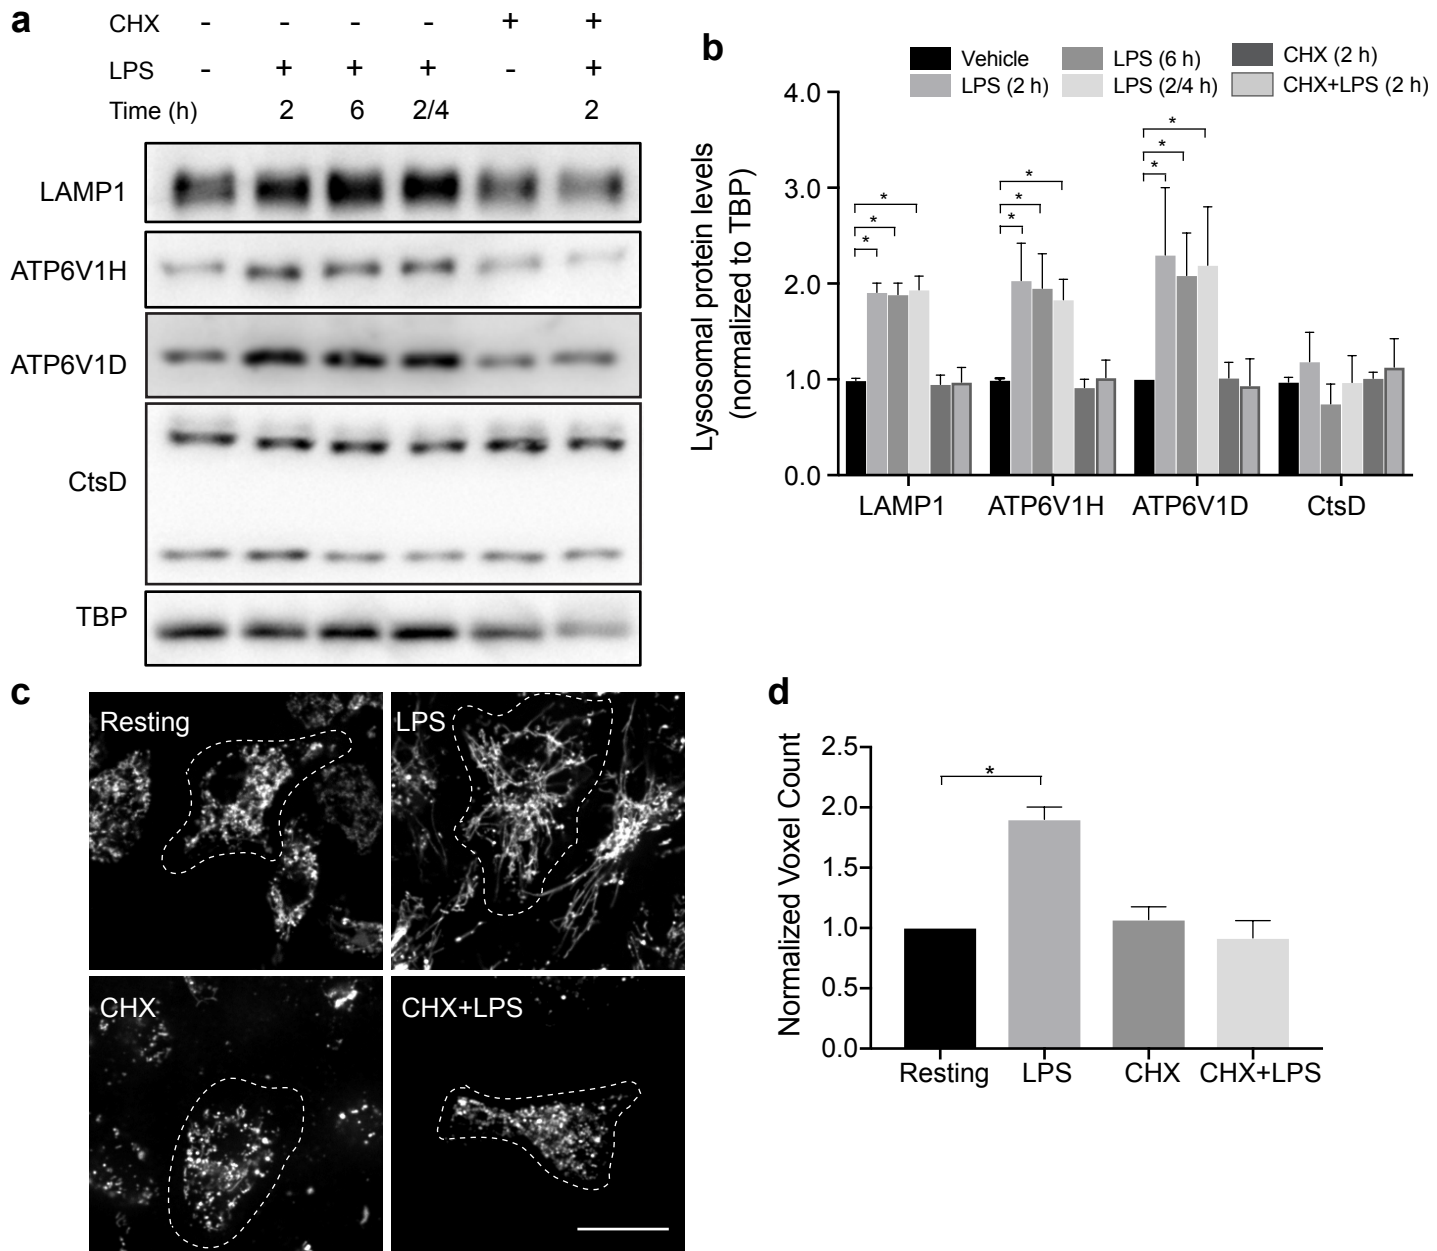 a
CHX - - - - + +
LPS - + + + - +
Time (h) 2 6 2/4 2
LAMP1
ATP6V1H
ATP6V1D
CtsD
TBP
b
Vehicle LPS (6 h) CHX (2 h)
LPS (2 h) LPS (2/4 h) CHX+LPS (2 h)
Lysosomal protein levels
(normalized to TBP)
4.0
3.0
2.0
1.0
0.0
* * *
* * *
* * *
LAMP1 ATP6V1H ATP6V1D CtsD
c
Resting LPS
CHX CHX+LPS
d
Normalized Voxel Count
2.5
2.0
1.5
1.0
0.5
0.0
*
Resting LPS CHX CHX+LPS